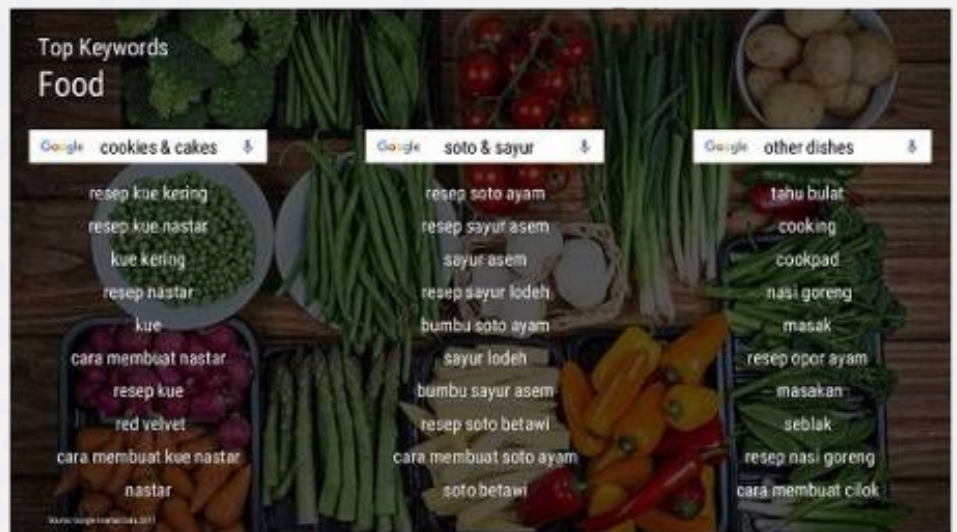 Top Keywords
Food
Google cookies & cakes
resep kue kering
resep kue nastar
kue kering
resep nastar
kue
cara membuat nastar
resep kue
red velvet
cara membuat kue nastar
nastar
Google soto & sayur
resep soto ayam
resep sayur asem
sayur asem
resep sayur lodeh
bumbu soto ayam
sayur lodeh
bumbu sayur asem
resep soto betawi
cara membuat soto ayam
soto betawi
Google other dishes
tahu bulat
cooking
cookpad
nasi goreng
masak
resep opor ayam
masakan
seblak
resep nasi goreng
cara membuat cilok